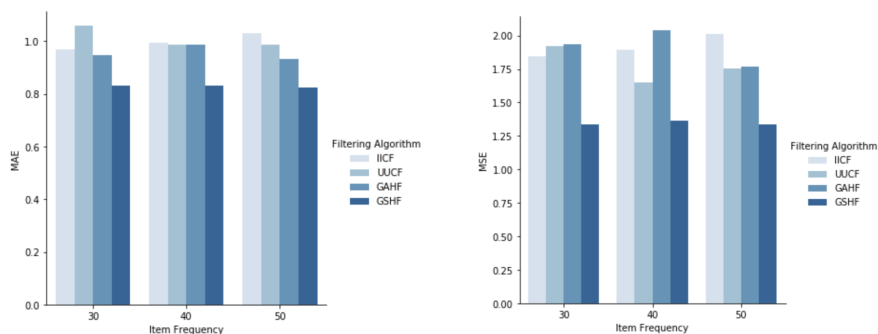 1.0
0.8
0.6
0.4
0.2
0.0
MAE
30 40 50
Item Frequency
Filtering Algorithm
IICF
UUCF
GAHF
GSHF
2.00
1.75
1.50
1.25
1.00
0.75
0.50
0.25
0.00
MSE
30 40 50
Item Frequency
Filtering Algorithm
IICF
UUCF
GAHF
GSHF